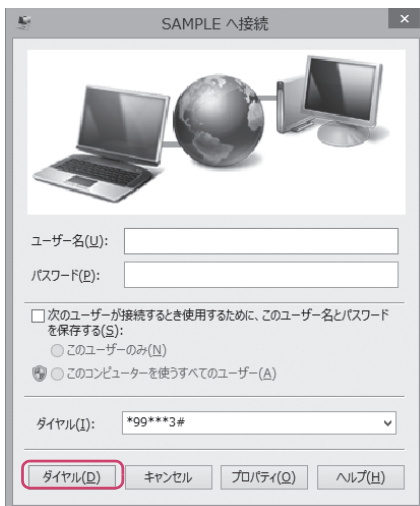 SAMPLE へ接続
ユーザー名(U):
パスワード(P):
次のユーザーが接続するとき使用するために、このユーザー名とパスワード
を保存する(S):
このユーザーのみ(N)
このコンピューターを使うすべてのユーザー(A)
ダイヤル(I): *99***3#
ダイヤル(D) キャンセル プロパティ(O) ヘルプ(H)